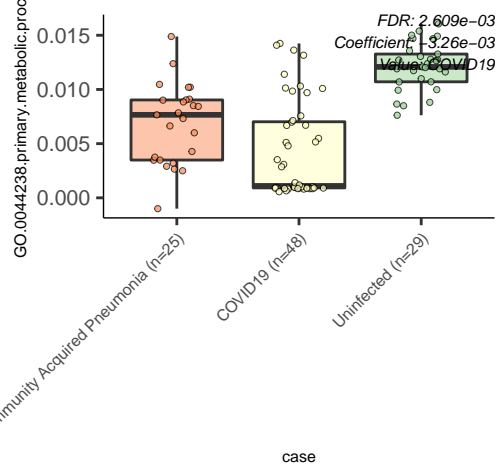 GO.0044238.primary.metabolic.proc
0.015
0.010
0.005
0.000
FDR: 2.609e−03
Coefficient: −3.26e−03
Value: COVID19
mmunity Acquired Pneumonia (n=25)
COVID19 (n=48)
Uninfected (n=29)
case